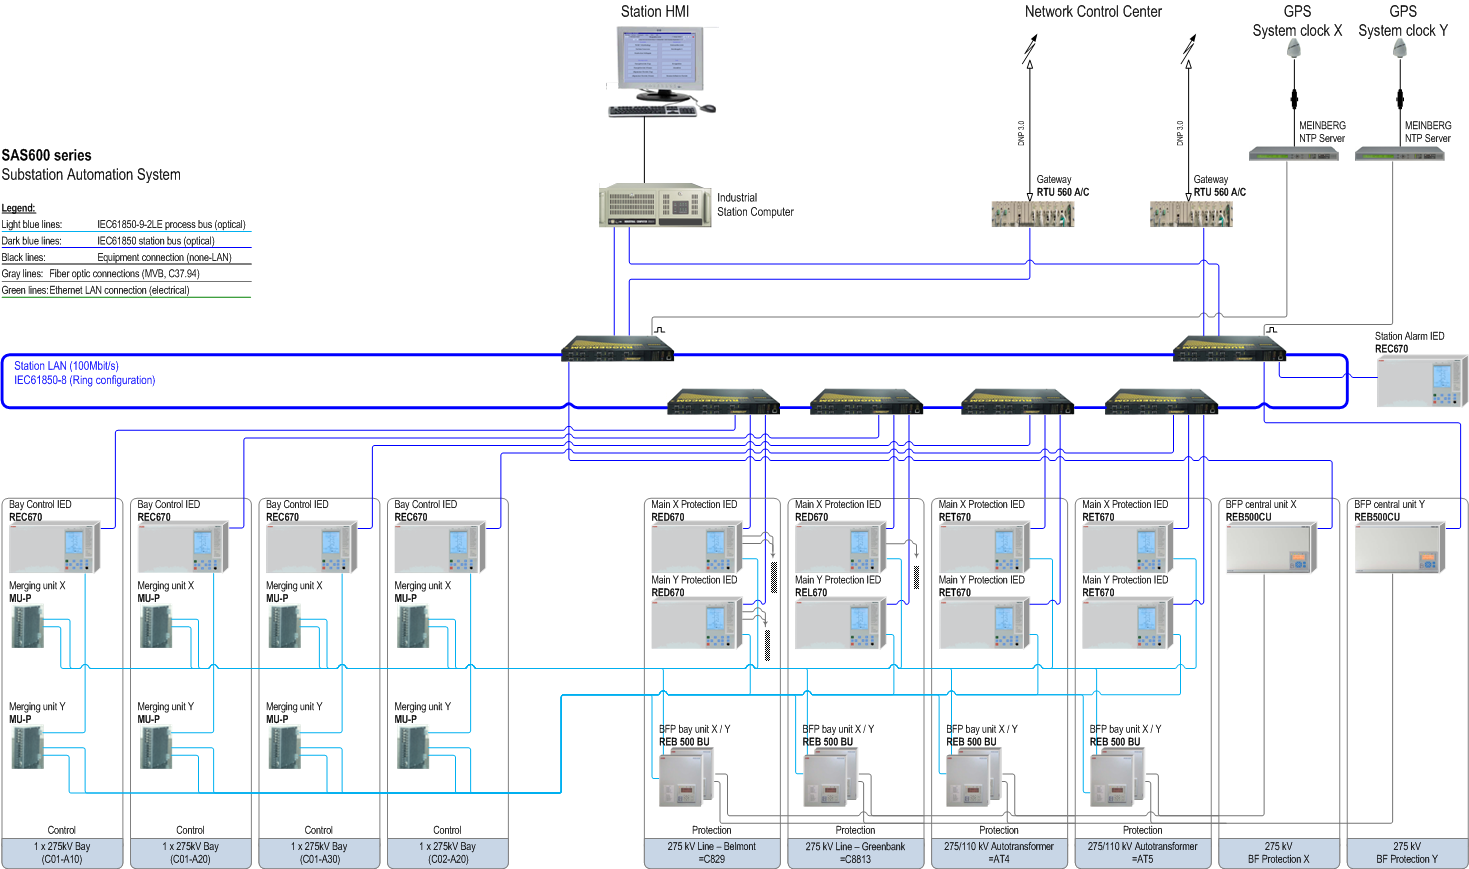 Station HMI
Network Control Center
GPS
System clock X
GPS
System clock Y
DNP 3.0
DNP 3.0
MEINBERG
NTP Server
MEINBERG
NTP Server
SAS600 series
Substation Automation System
Legend:
Light blue lines: IEC61850-9-2LE process bus (optical)
Dark blue lines: IEC61850 station bus (optical)
Black lines: Equipment connection (none-LAN)
Gray lines: Fiber optic connections (MVB, C37.94)
Green lines: Ethernet LAN connection (electrical)
Industrial
Station Computer
Gateway
RTU 560 A/C
Gateway
RTU 560 A/C
Station Alarm IED
REC670
Station LAN (100Mbit/s)
IEC61850-8 (Ring configuration)
Bay Control IED
REC670
Bay Control IED
REC670
Bay Control IED
REC670
Bay Control IED
REC670
Main X Protection IED
RED670
Main X Protection IED
RED670
Main X Protection IED
RET670
Main X Protection IED
RET670
BFP central unit X
REB500CU
BFP central unit Y
REB500CU
Merging unit X
MU-P
Merging unit X
MU-P
Merging unit X
MU-P
Merging unit X
MU-P
Main Y Protection IED
RED670
Main Y Protection IED
REL670
Main Y Protection IED
RET670
Main Y Protection IED
RET670
Merging unit Y
MU-P
Merging unit Y
MU-P
Merging unit Y
MU-P
Merging unit Y
MU-P
BFP bay unit X / Y
REB 500 BU
BFP bay unit X / Y
REB 500 BU
BFP bay unit X / Y
REB 500 BU
BFP bay unit X / Y
REB 500 BU
Control
1 x 275kV Bay
(C01-A10)
Control
1 x 275kV Bay
(C01-A20)
Control
1 x 275kV Bay
(C01-A30)
Control
1 x 275kV Bay
(C02-A20)
Protection
275 kV Line – Belmont
=C829
Protection
275 kV Line – Greenbank
=C8813
Protection
275/110 kV Autotransformer
=AT4
Protection
275/110 kV Autotransformer
=AT5
275 kV
BF Protection X
275 kV
BF Protection Y